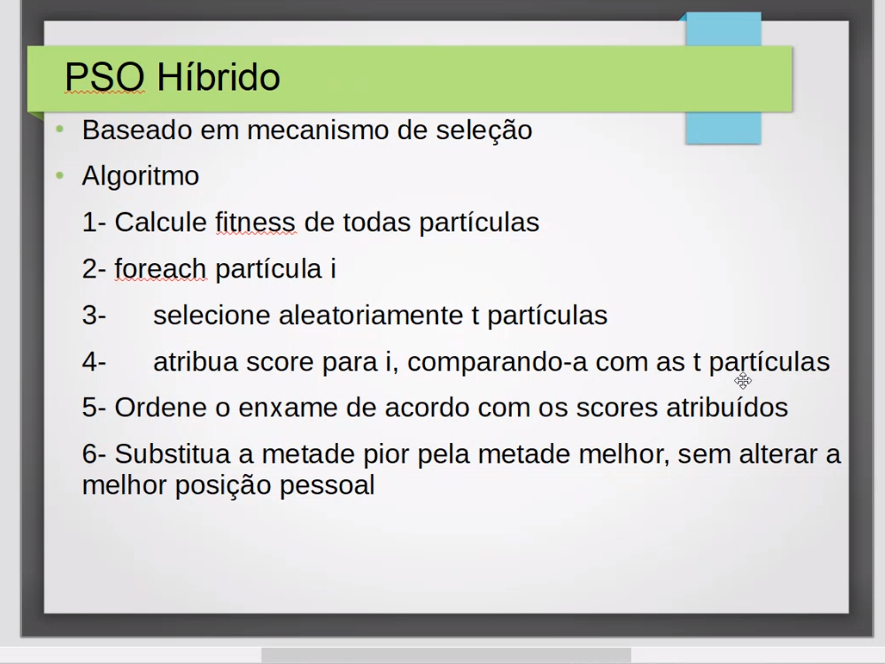 PSO Híbrido
Baseado em mecanismo de seleção
Algoritmo
1- Calcule fitness de todas partículas
2- foreach partícula i
3- selecione aleatoriamente t partículas
4- atribua score para i, comparando-a com as t partículas
5- Ordene o enxame de acordo com os scores atribuídos
6- Substitua a metade pior pela metade melhor, sem alterar a
melhor posição pessoal